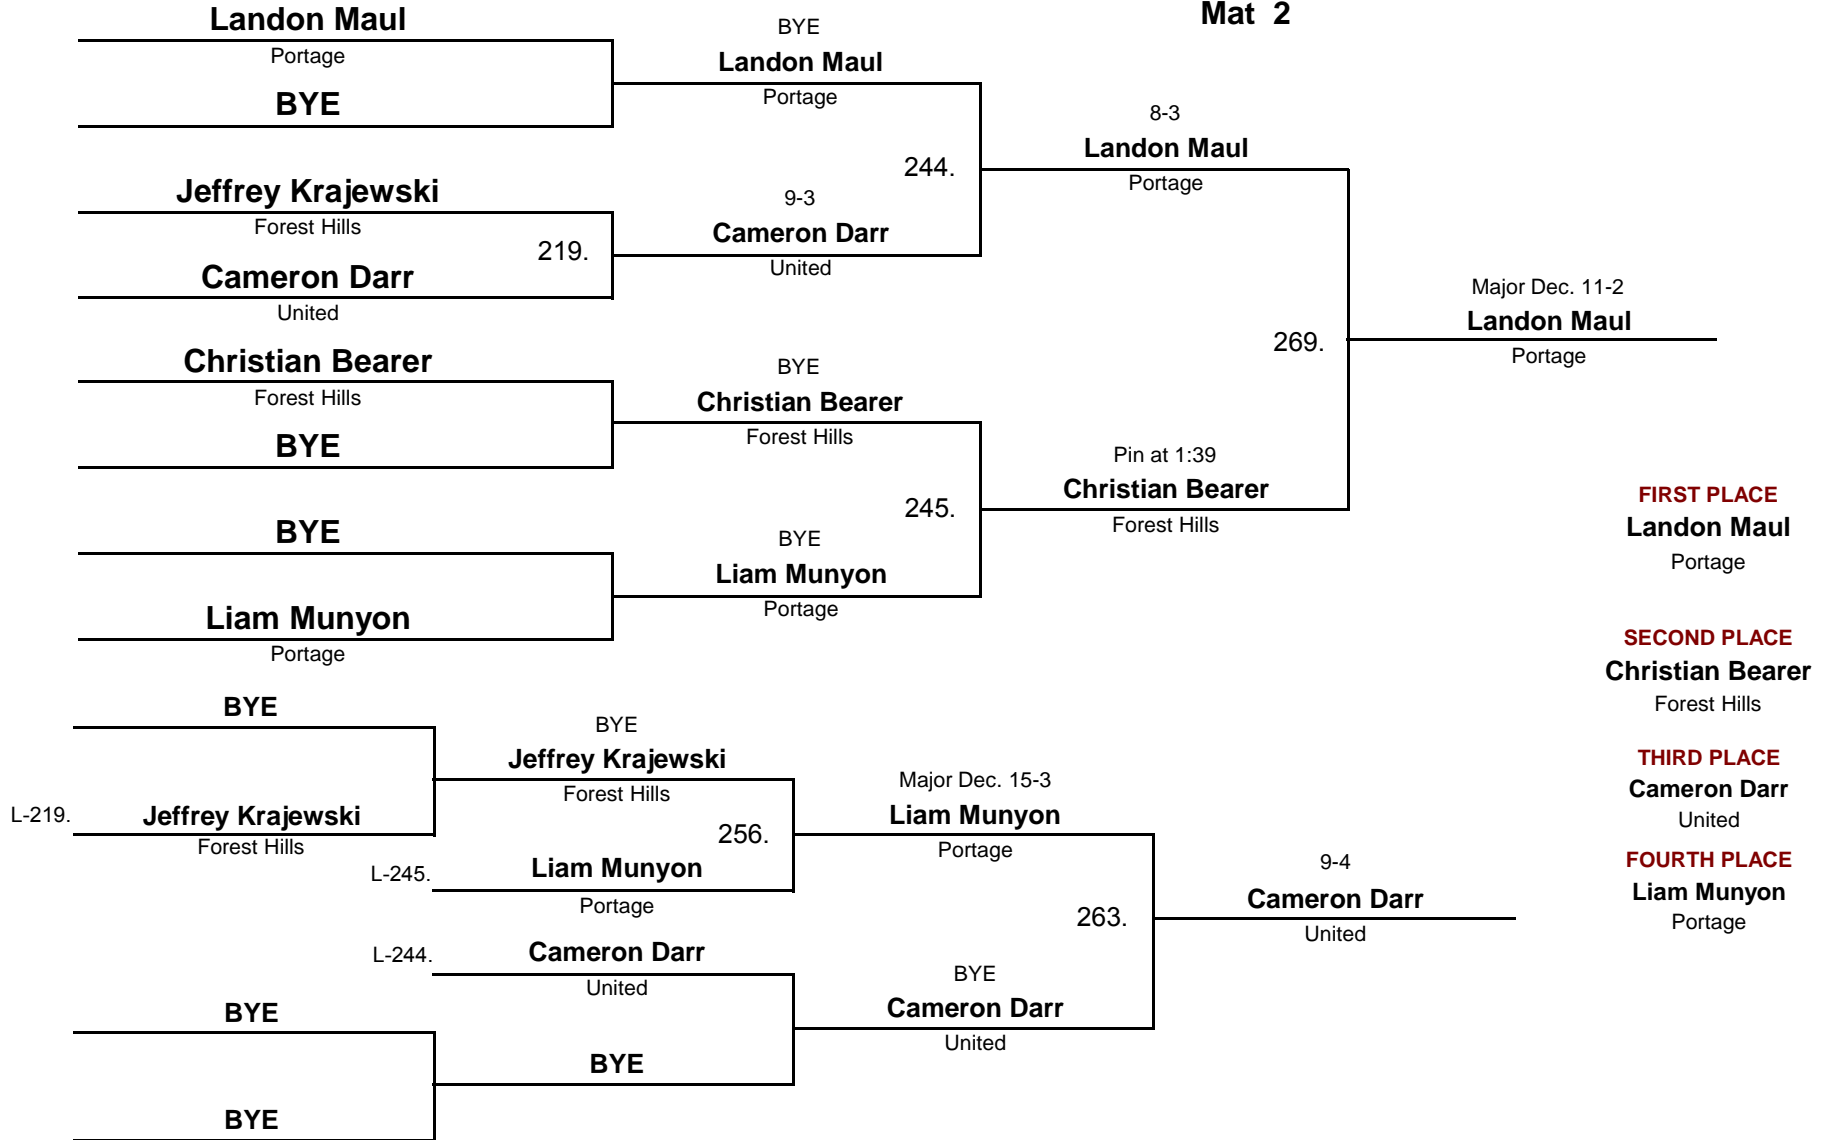 Mat 2
Landon Maul
Portage
BYE
BYE
Landon Maul
Portage
Jeffrey Krajewski
Forest Hills
219.
Cameron Darr
United
9-3
Cameron Darr
United
244.
8-3
Landon Maul
Portage
Christian Bearer
Forest Hills
BYE
BYE
Christian Bearer
Forest Hills
BYE
Liam Munyon
Portage
BYE
Liam Munyon
Portage
245.
Pin at 1:39
Christian Bearer
Forest Hills
269.
Major Dec. 11-2
Landon Maul
Portage
FIRST PLACE
Landon Maul
Portage
SECOND PLACE
Christian Bearer
Forest Hills
THIRD PLACE
Cameron Darr
United
FOURTH PLACE
Liam Munyon
Portage
BYE
L-219.
Jeffrey Krajewski
Forest Hills
BYE
Jeffrey Krajewski
Forest Hills
256.
L-245.
Liam Munyon
Portage
Major Dec. 15-3
Liam Munyon
Portage
L-244.
Cameron Darr
United
BYE
BYE
BYE
BYE
Cameron Darr
United
263.
9-4
Cameron Darr
United